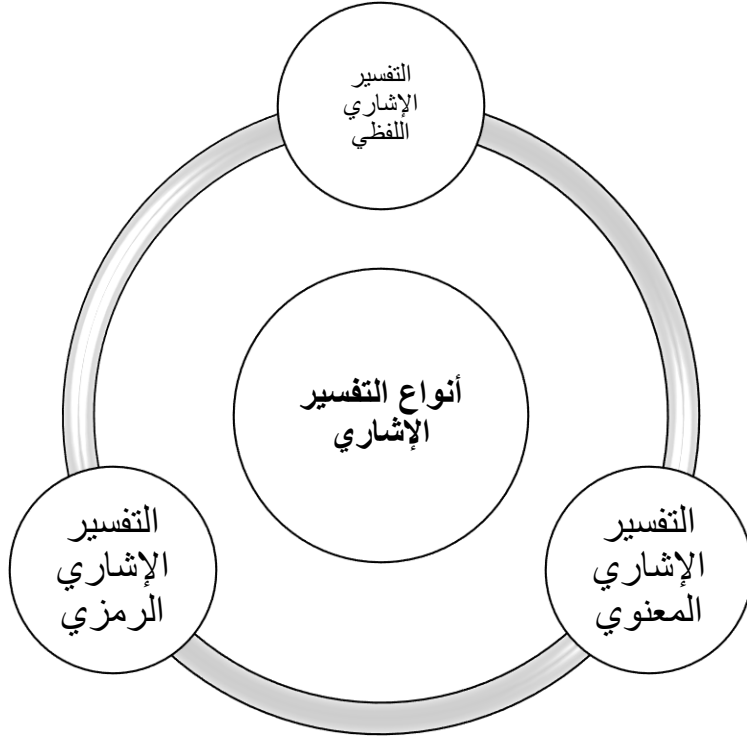 التفسير
الإشاري
اللفظي
أنواع التفسير
الإشاري
التفسير
الإشاري
المعنوي
التفسير
الإشاري
الرمزي